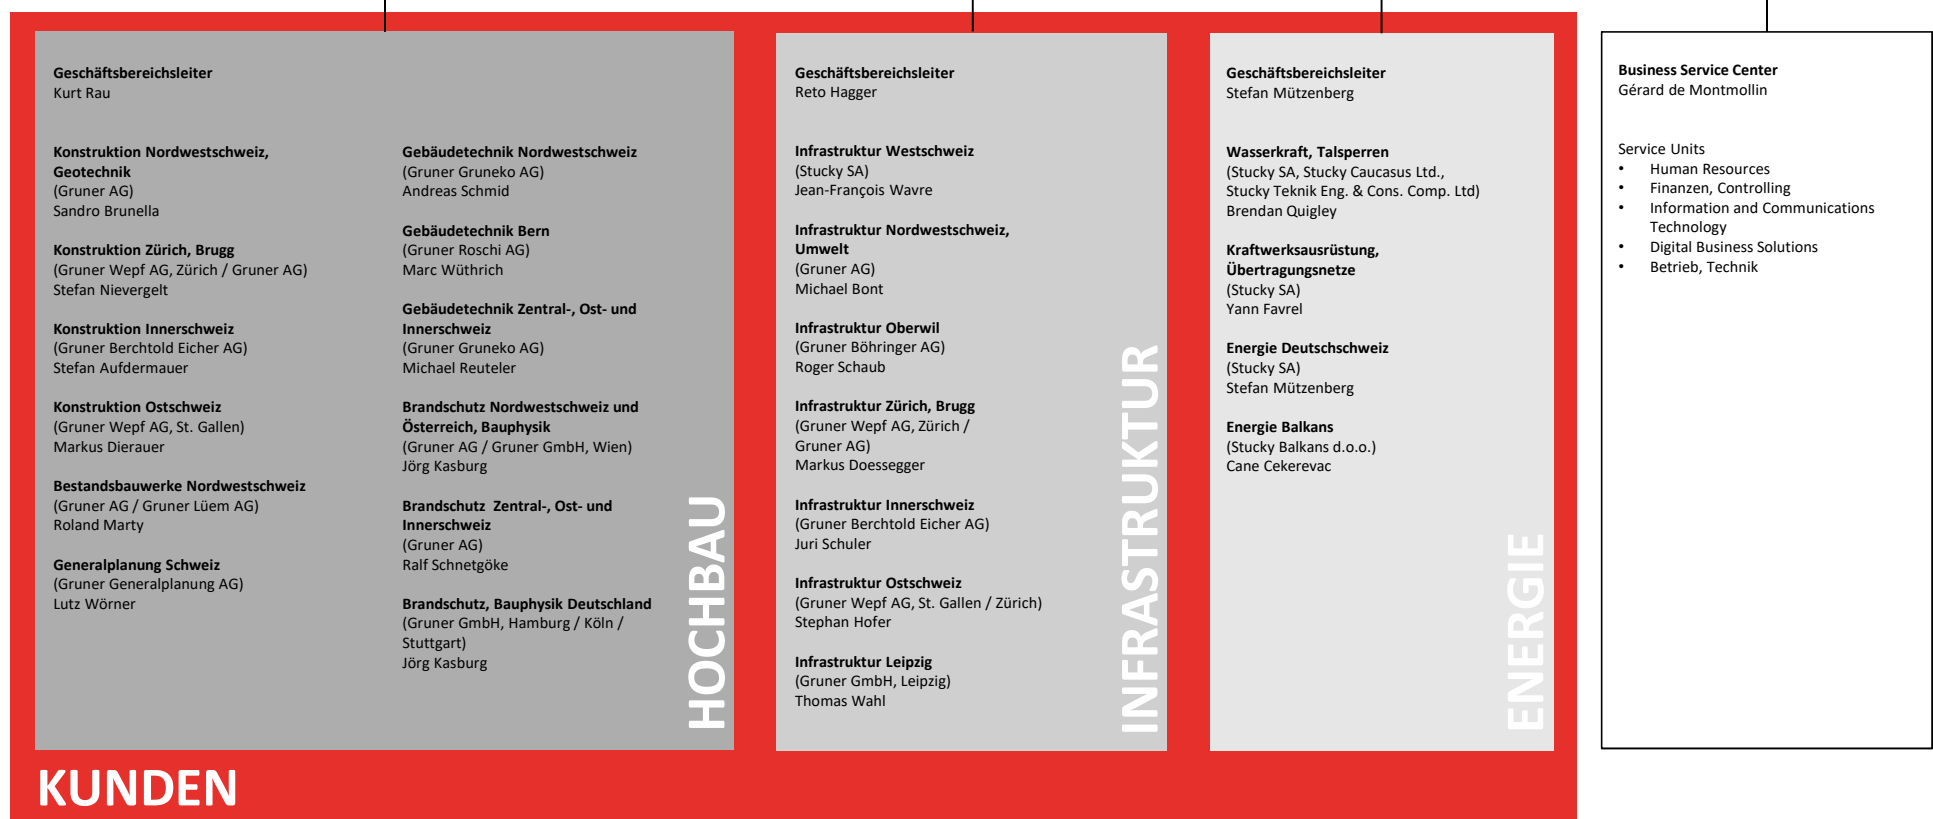 Geschäftsbereichsleiter
Kurt Rau
Konstruktion Nordwestschweiz,
Geotechnik
(Gruner AG)
Sandro Brunella
Konstruktion Zürich, Brugg
(Gruner Wepf AG, Zürich / Gruner AG)
Stefan Nievergelt
Konstruktion Innerschweiz
(Gruner Berchtold Eicher AG)
Stefan Aufdermauer
Konstruktion Ostschweiz
(Gruner Wepf AG, St. Gallen)
Markus Dierauer
Bestandsbauwerke Nordwestschweiz
(Gruner AG / Gruner Lüem AG)
Roland Marty
Generalplanung Schweiz
(Gruner Generalplanung AG)
Lutz Wörner
Gebäudetechnik Nordwestschweiz
(Gruner Gruneko AG)
Andreas Schmid
Gebäudetechnik Bern
(Gruner Roschi AG)
Marc Wüthrich
Gebäudetechnik Zentral-, Ost- und
Innerschweiz
(Gruner Gruneko AG)
Michael Reuteler
Brandschutz Nordwestschweiz und
Österreich, Bauphysik
(Gruner AG / Gruner GmbH, Wien)
Jörg Kasburg
Brandschutz  Zentral-, Ost- und
Innerschweiz
(Gruner AG)
Ralf Schnetgöke
Brandschutz, Bauphysik Deutschland
(Gruner GmbH, Hamburg / Köln /
Stuttgart)
Jörg Kasburg
HOCHBAU
Geschäftsbereichsleiter
Reto Hagger
Infrastruktur Westschweiz
(Stucky SA)
Jean-François Wavre
Infrastruktur Nordwestschweiz,
Umwelt
(Gruner AG)
Michael Bont
Infrastruktur Oberwil
(Gruner Böhringer AG)
Roger Schaub
Infrastruktur Zürich, Brugg
(Gruner Wepf AG, Zürich /
Gruner AG)
Markus Doessegger
Infrastruktur Innerschweiz
(Gruner Berchtold Eicher AG)
Juri Schuler
Infrastruktur Ostschweiz
(Gruner Wepf AG, St. Gallen / Zürich)
Stephan Hofer
Infrastruktur Leipzig
(Gruner GmbH, Leipzig)
Thomas Wahl
INFRASTRUKTUR
Geschäftsbereichsleiter
Stefan Mützenberg
Wasserkraft, Talsperren
(Stucky SA, Stucky Caucasus Ltd.,
Stucky Teknik Eng. & Cons. Comp. Ltd)
Brendan Quigley
Kraftwerksausrüstung,
Übertragungsnetze
(Stucky SA)
Yann Favrel
Energie Deutschschweiz
(Stucky SA)
Stefan Mützenberg
Energie Balkans
(Stucky Balkans d.o.o.)
Cane Cekerevac
ENERGIE
Business Service Center
Gérard de Montmollin
Service Units
• Human Resources
• Finanzen, Controlling
• Information and Communications
Technology
• Digital Business Solutions
• Betrieb, Technik
KUNDEN